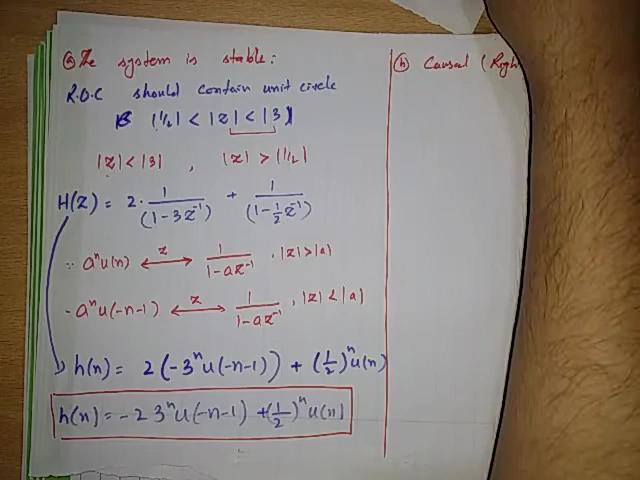 ⓐ The system is stable:
R.O.C should contain unit circle
|1/2| < |z| < |3|
|z| < |3| , |z| > |1/2|
H(z) = 2 · 1/(1-3z⁻¹) + 1/(1-½z⁻¹)
∵ aⁿu(n) ⟷ᶻ 1/(1-az⁻¹) , |z|>|a|
-aⁿu(-n-1) ⟷ᶻ 1/(1-az⁻¹) , |z|<|a|
h(n) = 2(-3ⁿu(-n-1)) + (½)ⁿu(n)
h(n) = -2 3ⁿu(-n-1) + (½)ⁿu(n)
ⓑ Causal (Righ